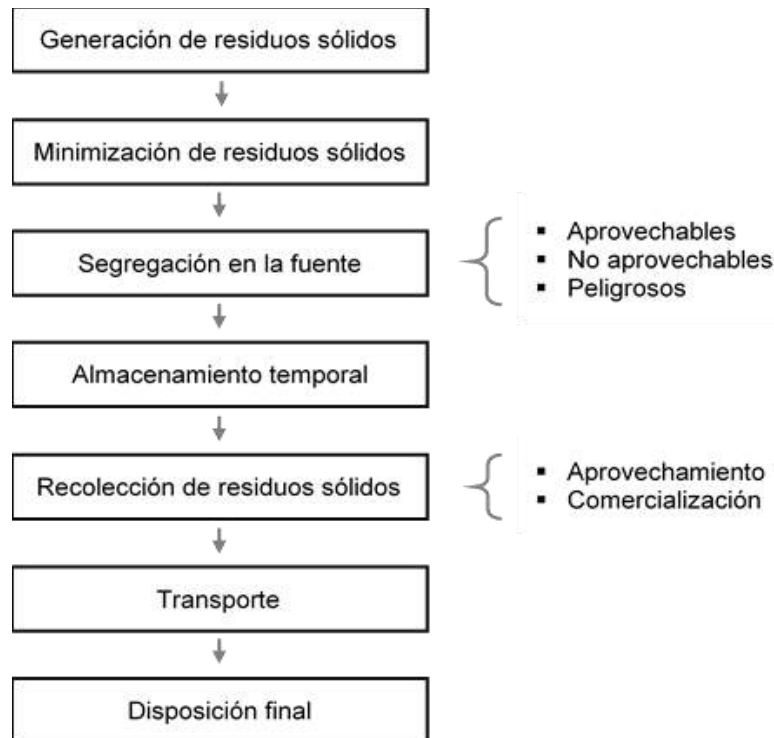 Generación de residuos sólidos
Minimización de residuos sólidos
Segregación en la fuente
▪ Aprovechables
▪ No aprovechables
▪ Peligrosos
Almacenamiento temporal
Recolección de residuos sólidos
▪ Aprovechamiento
▪ Comercialización
Transporte
Disposición final